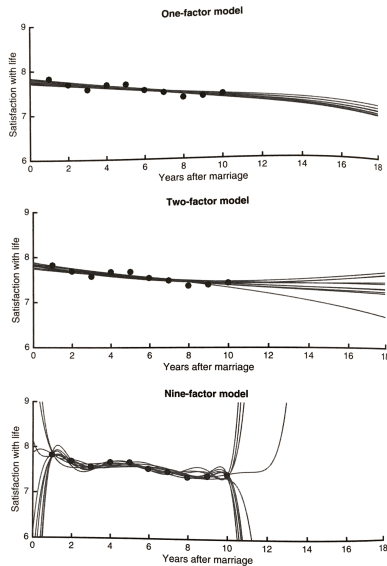 One-factor model
9
8
7
6
Satisfaction with life
0 2 4 6 8 10 12 14 16 18
Years after marriage
Two-factor model
9
8
7
6
Satisfaction with life
0 2 4 6 8 10 12 14 16 18
Years after marriage
Nine-factor model
9
8
7
6
Satisfaction with life
0 2 4 6 8 10 12 14 16 18
Years after marriage